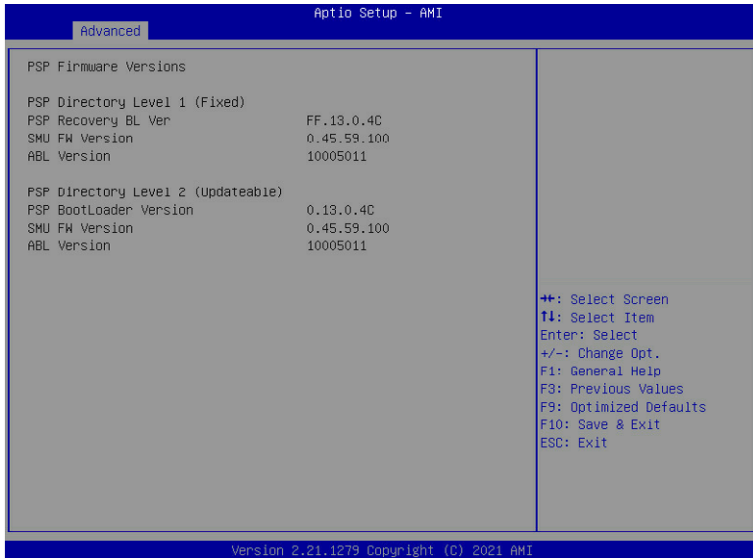 Aptio Setup - AMI
Advanced
PSP Firmware Versions
PSP Directory Level 1 (Fixed)
PSP Recovery BL Ver FF.13.0.4C
SMU FW Version 0.45.59.100
ABL Version 10005011
PSP Directory Level 2 (Updateable)
PSP BootLoader Version 0.13.0.4C
SMU FW Version 0.45.59.100
ABL Version 10005011
→←: Select Screen
↑↓: Select Item
Enter: Select
+/-: Change Opt.
F1: General Help
F3: Previous Values
F9: Optimized Defaults
F10: Save & Exit
ESC: Exit
Version 2.21.1279 Copyright (C) 2021 AMI